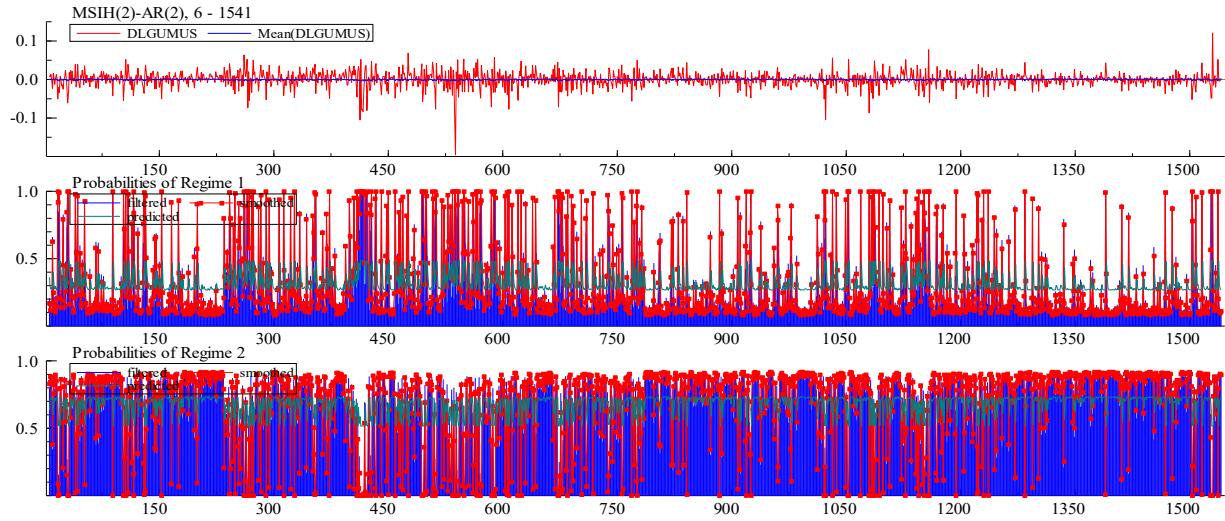 MSIH(2)-AR(2), 6 - 1541
DLGUMUS Mean(DLGUMUS)
0.1
0.0
-0.1
150 300 450 600 750 900 1050 1200 1350 1500
Probabilities of Regime 1
1.0
filtered smoothed
predicted
0.5
150 300 450 600 750 900 1050 1200 1350 1500
Probabilities of Regime 2
1.0
filtered smoothed
predicted
0.5
150 300 450 600 750 900 1050 1200 1350 1500